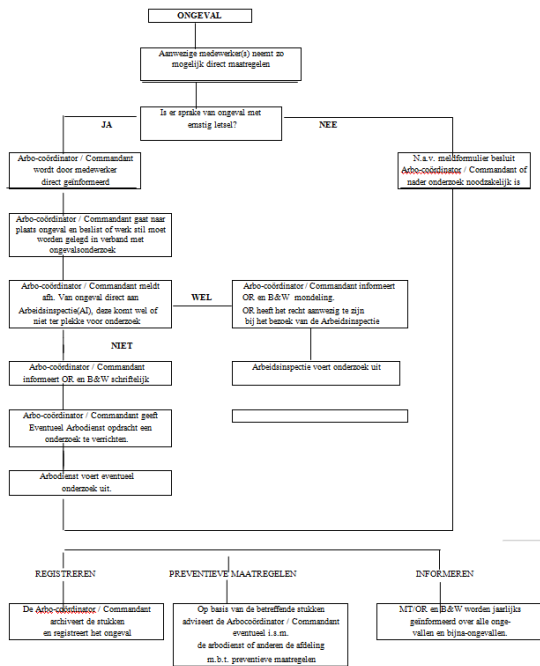 ONGEVAL
Aanwezige medewerker(s) neemt zo
mogelijk direct maatregelen
Is er sprake van ongeval met
ernstig letsel?
JA
NEE
Arbo-coördinator / Commandant
wordt door medewerker
direct geïnformeerd
N.a.v. meldformulier besluit
Arbo-coördinator / Commandant of
nader onderzoek noodzakelijk is
Arbo-coördinator / Commandant gaat naar
plaats ongeval en beslist of werk stil moet
worden gelegd in verband met
ongevalsonderzoek
Arbo-coördinator / Commandant meldt
afh. Van ongeval direct aan
Arbeidsinspectie(AI), deze komt wel of
niet ter plekke voor onderzoek
WEL
Arbo-coördinator / Commandant informeert
OR en B&W mondeling.
OR heeft het recht aanwezig te zijn
bij het bezoek van de Arbeidsinspectie
NIET
Arbo-coördinator / Commandant
informeert OR en B&W schriftelijk
Arbeidsinspectie voert onderzoek uit
Arbo-coördinator / Commandant geeft
Eventueel Arbodienst opdracht een
onderzoek te verrichten.
Arbodienst voert eventueel
onderzoek uit.
REGISTREREN
PREVENTIEVE MAATREGELEN
INFORMEREN
De Arbo-coördinator / Commandant
archiveert de stukken
en registreert het ongeval
Op basis van de betreffende stukken
adviseert de Arbocoördinator / Commandant
eventueel i.s.m.
de arbodienst of anderen de afdeling
m.b.t. preventieve maatregelen
MT/OR en B&W worden jaarlijks
geïnformeerd over alle onge-
vallen en bijna-ongevallen.